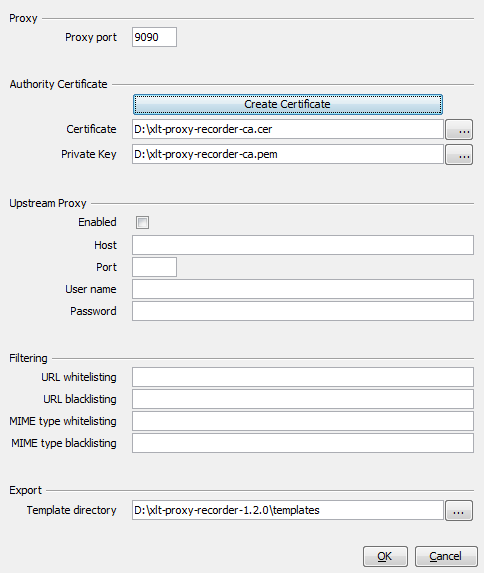 Proxy
Proxy port 9090
Authority Certificate
Create Certificate
Certificate D:\xlt-proxy-recorder-ca.cer ...
Private Key D:\xlt-proxy-recorder-ca.pem ...
Upstream Proxy
Enabled
Host
Port
User name
Password
Filtering
URL whitelisting
URL blacklisting
MIME type whitelisting
MIME type blacklisting
Export
Template directory D:\xlt-proxy-recorder-1.2.0\templates ...
OK Cancel